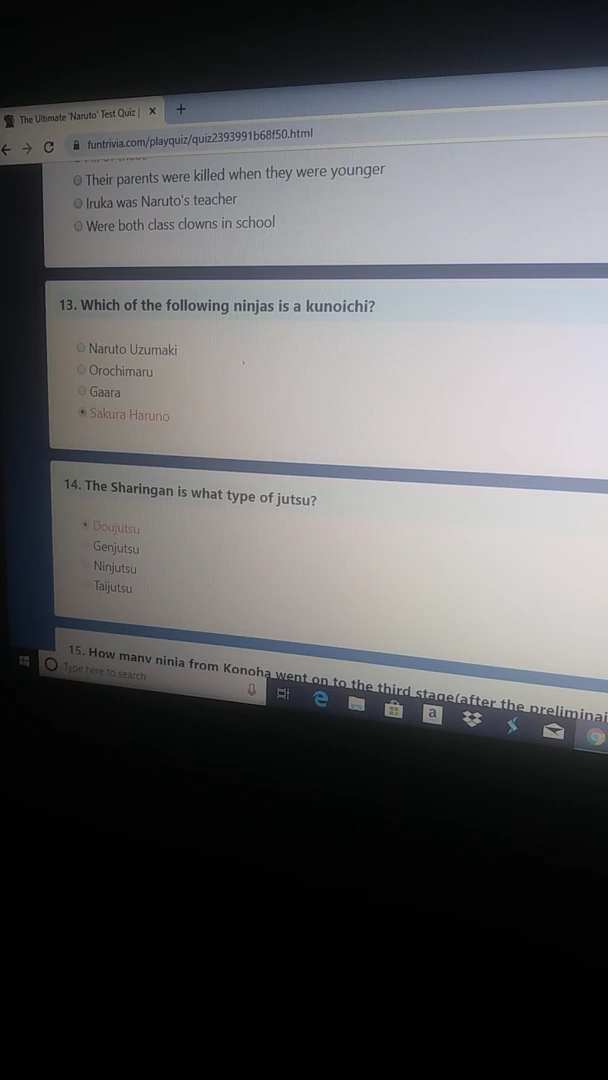 The Ultimate 'Naruto' Test Quiz |
funtrivia.com/playquiz/quiz2393991b68f50.html
Their parents were killed when they were younger
Iruka was Naruto's teacher
Were both class clowns in school
13. Which of the following ninjas is a kunoichi?
Naruto Uzumaki
Orochimaru
Gaara
Sakura Haruno
14. The Sharingan is what type of jutsu?
Doujutsu
Genjutsu
Ninjutsu
Taijutsu
15. How many ninja from Konoha went on to the third stage(after the preliminai
Type here to search
a